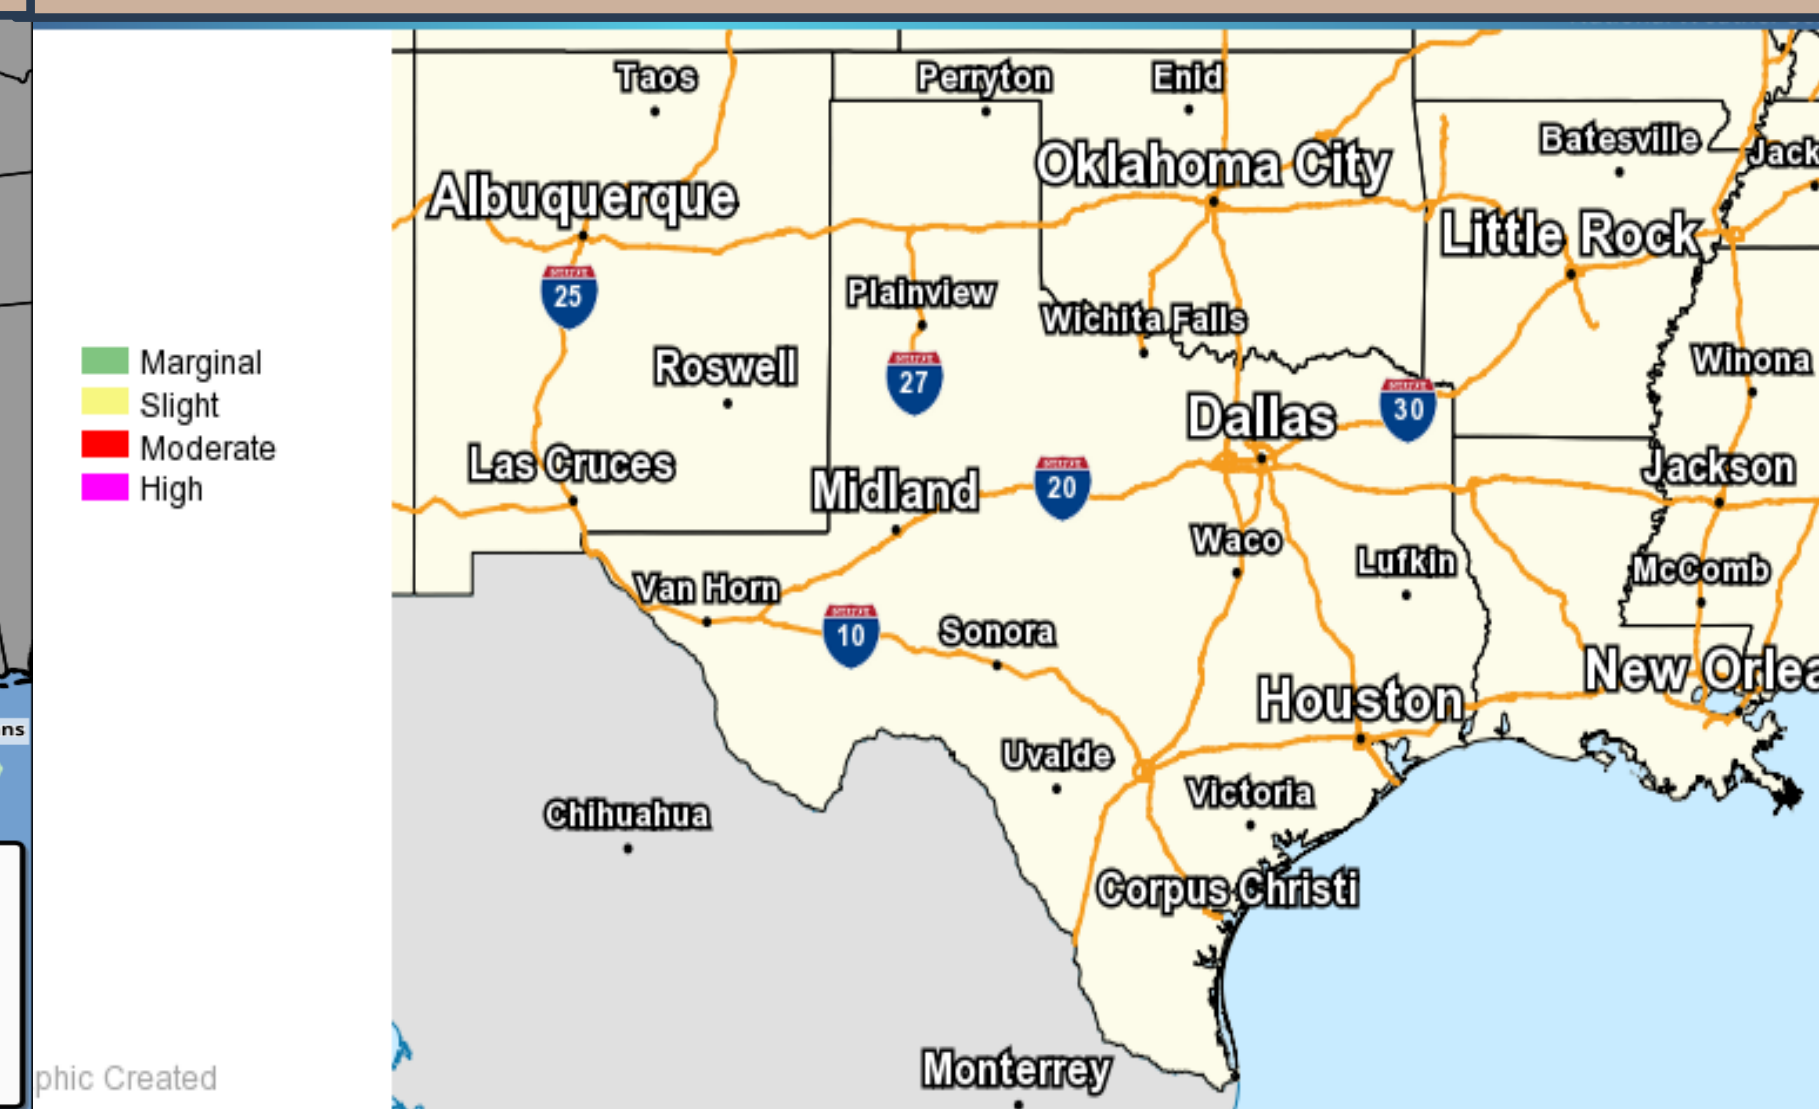 Taos
Perryton
Enid
Batesville
Jack
Oklahoma City
Albuquerque
Little Rock
25
Plainview
Wichita Falls
Winona
Roswell
27
30
Marginal
Slight
Moderate
High
Dallas
Las Cruces
Midland
20
Jackson
Waco
Lufkin
McComb
Van Horn
10
Sonora
New Orlea
Houston
ns
Uvalde
Victoria
Chihuahua
Corpus Christi
Monterrey
phic Created